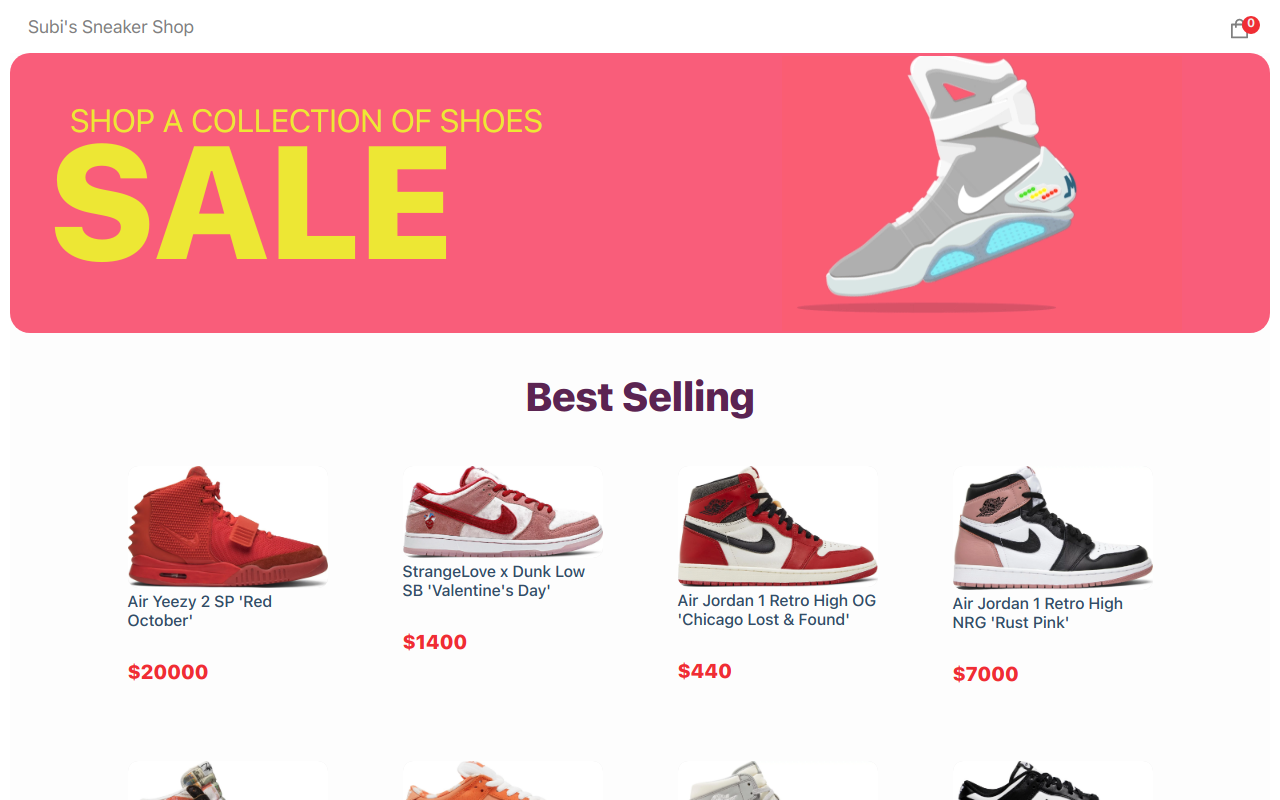 Subi's Sneaker Shop
0
SHOP A COLLECTION OF SHOES
SALE
Best Selling
Air Yeezy 2 SP 'Red
October'
$20000
StrangeLove x Dunk Low
SB 'Valentine's Day'
$1400
Air Jordan 1 Retro High OG
'Chicago Lost & Found'
$440
Air Jordan 1 Retro High
NRG 'Rust Pink'
$7000